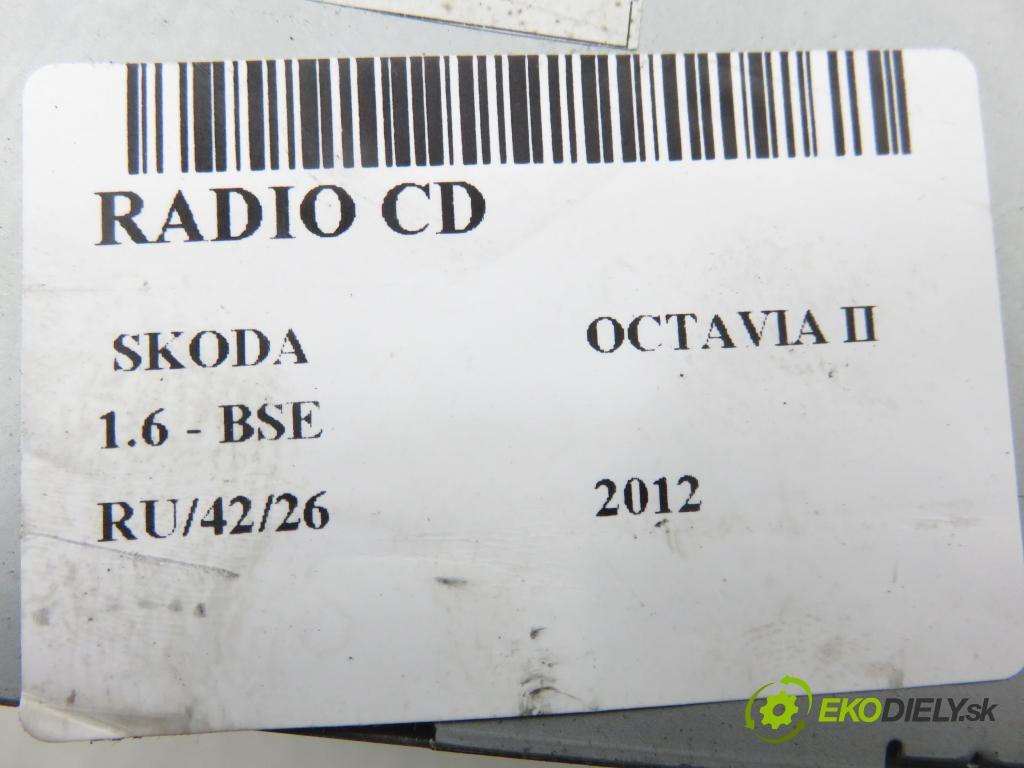 RADIO CD
SKODA OCTAVIA II
1.6 - BSE
RU/42/26 2012
EKODIELY.sk